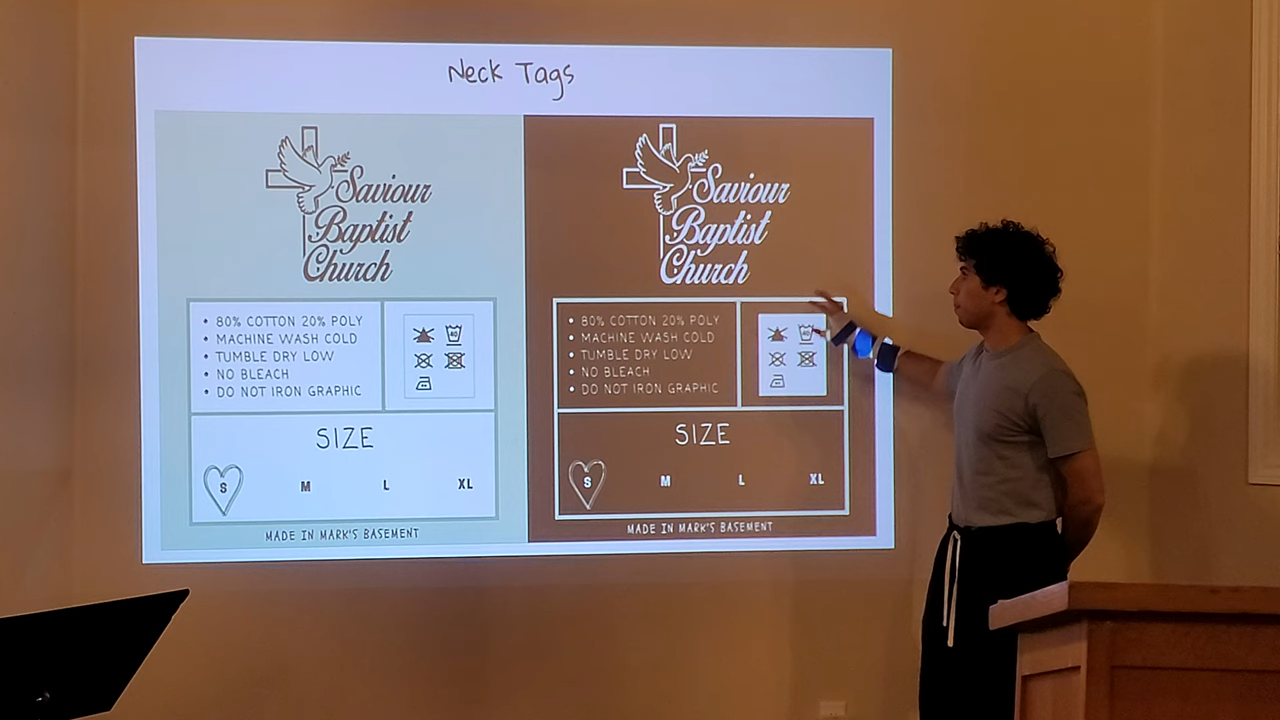 Neck Tags
Saviour
Baptist
Church
• 80% COTTON 20% POLY
• MACHINE WASH COLD
• TUMBLE DRY LOW
• NO BLEACH
• DO NOT IRON GRAPHIC
40
SIZE
S M L XL
MADE IN MARK'S BASEMENT
Saviour
Baptist
Church
• 80% COTTON 20% POLY
• MACHINE WASH COLD
• TUMBLE DRY LOW
• NO BLEACH
• DO NOT IRON GRAPHIC
40
SIZE
S M L XL
MADE IN MARK'S BASEMENT